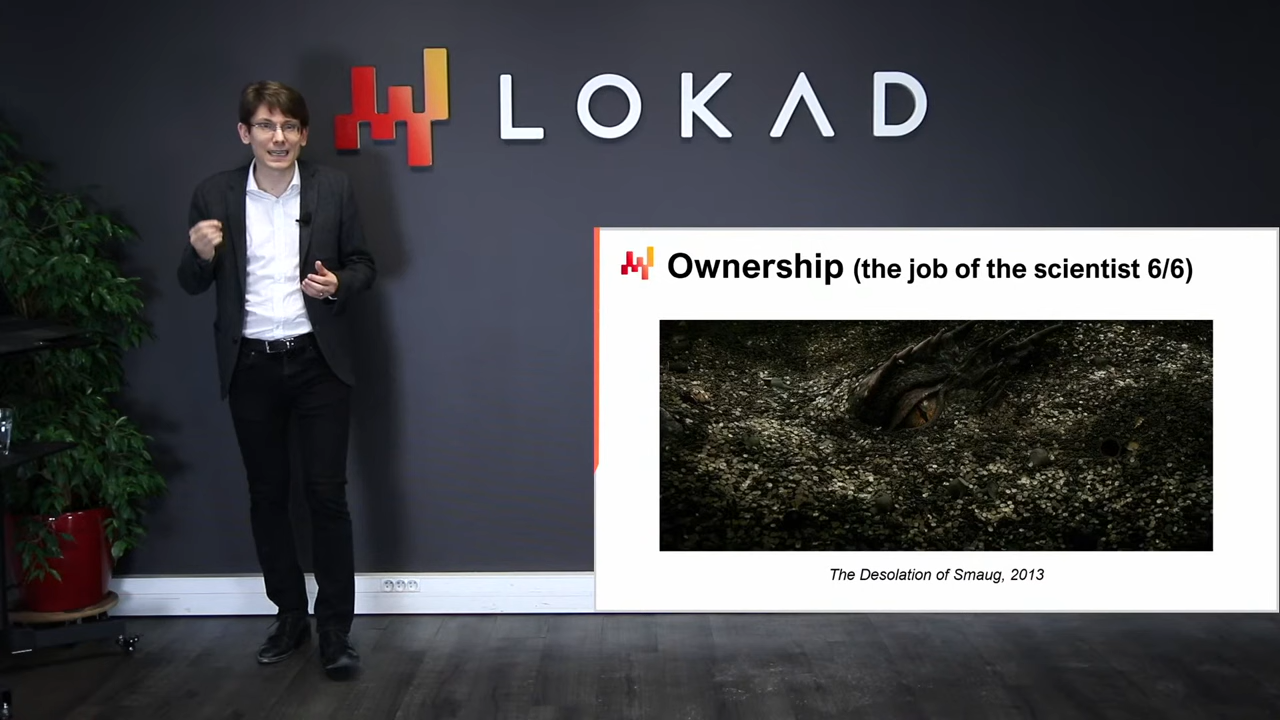 LOKAD
Ownership (the job of the scientist 6/6)
The Desolation of Smaug, 2013